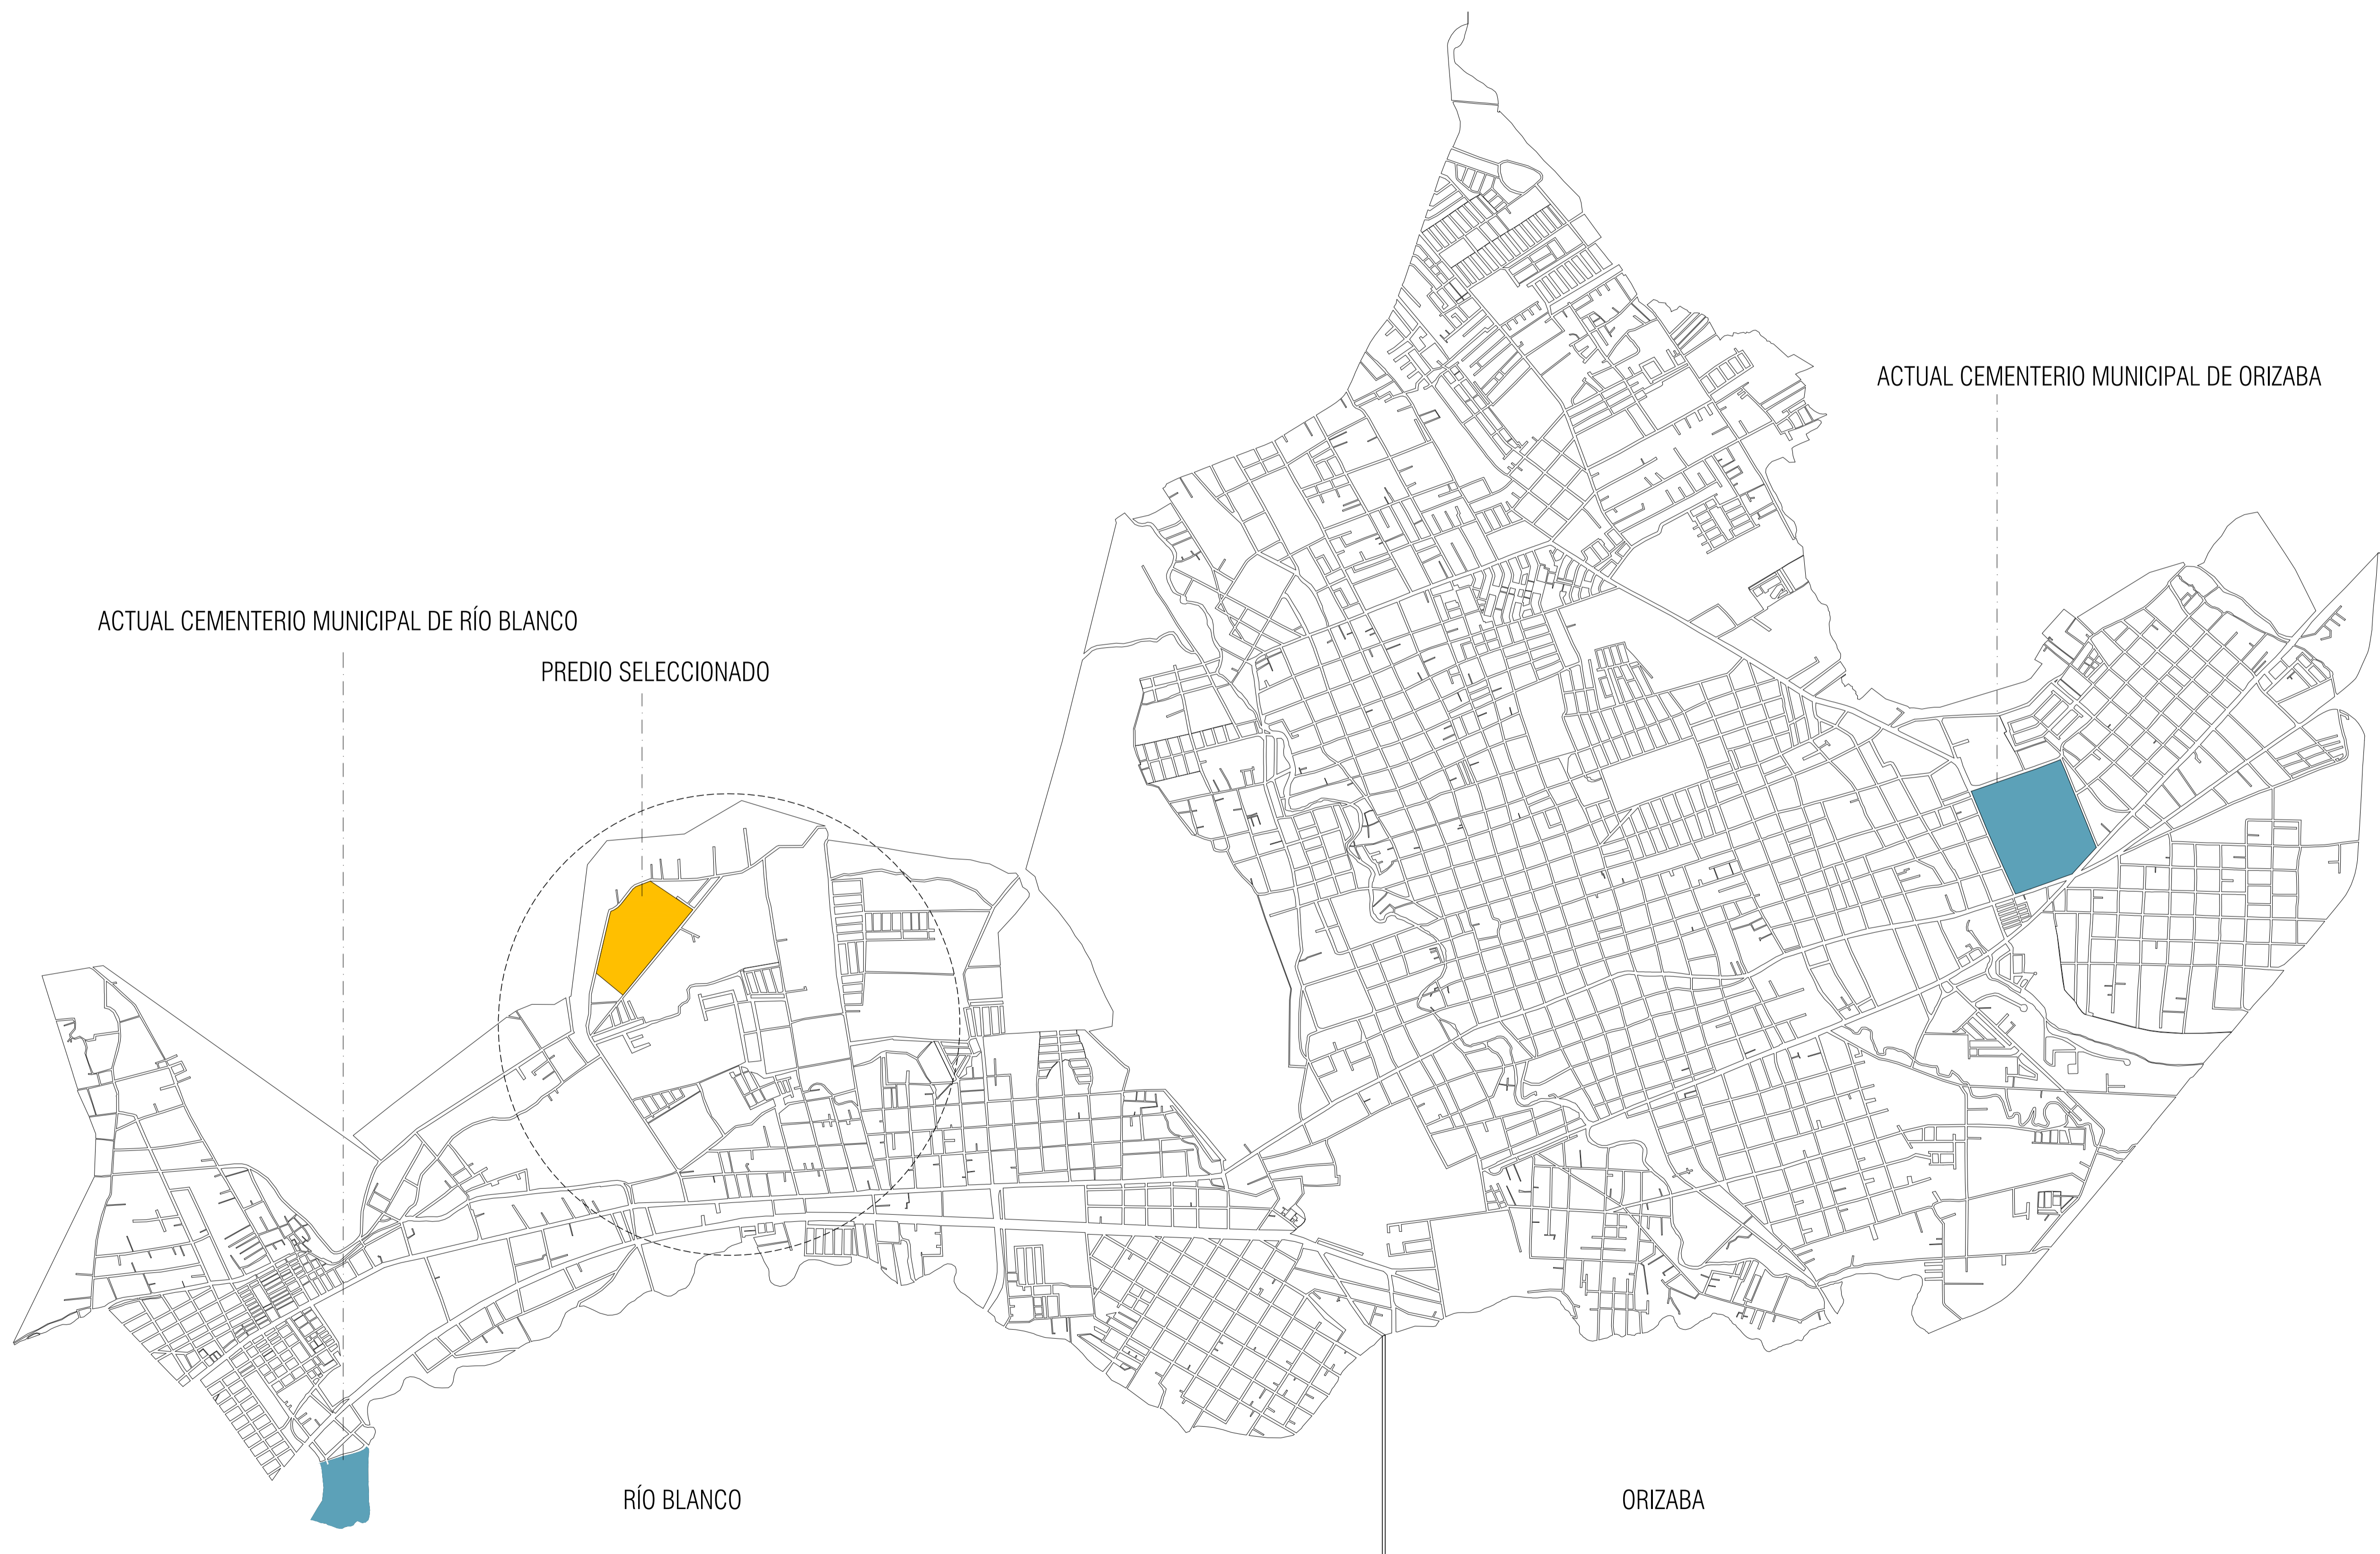 ACTUAL CEMENTERIO MUNICIPAL DE ORIZABA
ACTUAL CEMENTERIO MUNICIPAL DE RÍO BLANCO
PREDIO SELECCIONADO
RÍO BLANCO
ORIZABA